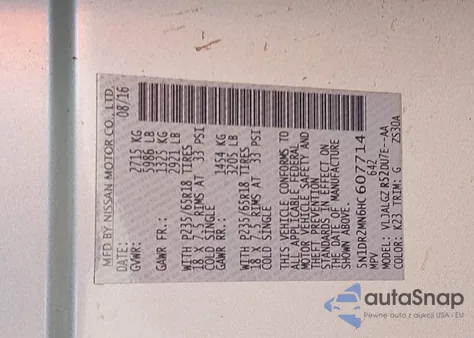 MFD BY NISSAN MOTOR CO., LTD.
DATE: 08/16
GVWR: 2715 KG
5986 LB
GAWR FR.: 1325 KG
2921 LB
WITH P235/65R18 TIRES
18 X 7.5 RIMS AT 33 PSI
COLD SINGLE
GAWR RR.: 1454 KG
3205 LB
WITH P235/65R18 TIRES
18 X 7.5 RIMS AT 33 PSI
COLD SINGLE
THIS VEHICLE CONFORMS TO
ALL APPLICABLE FEDERAL
MOTOR VEHICLE SAFETY AND
THEFT PREVENTION
STANDARDS IN EFFECT ON
THE DATE OF MANUFACTURE
SHOWN ABOVE.
5N1DR2MN6HC607714
MPV 642
MODEL: VLJALGZ R52DU7E--AA
COLOR: K23 TRIM: G ZS30A
autaSnap
Pewne auto z aukcji USA i EU